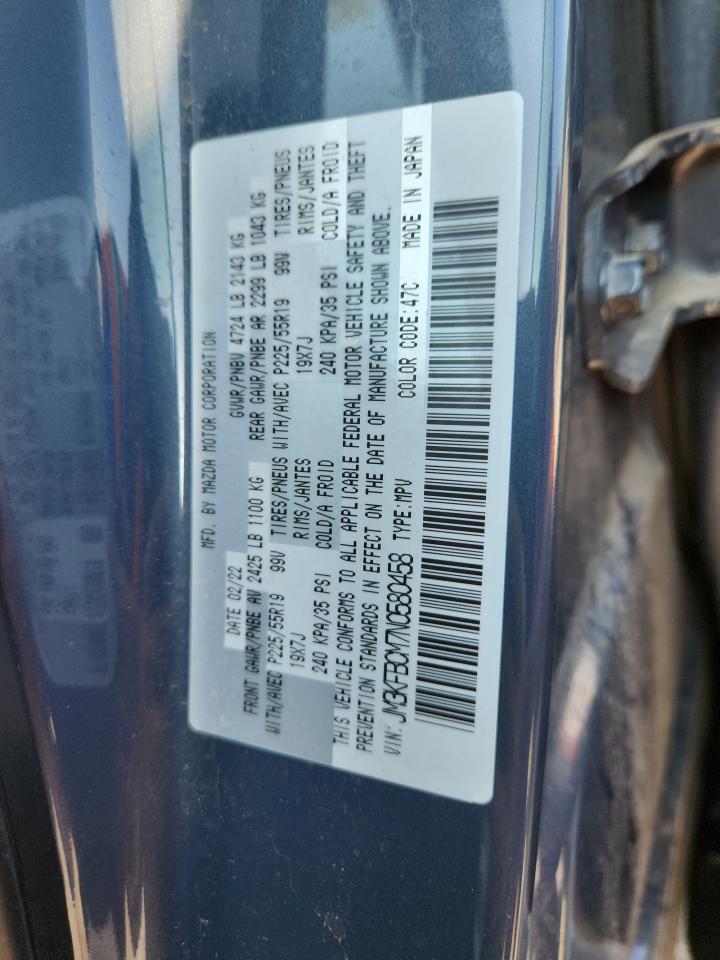 MFD. BY MAZDA MOTOR CORPORATION
DATE 02/22 GVWR/PNBV 4724 LB 2143 KG
FRONT GAWR/PNBE AV 2425 LB 1100 KG REAR GAWR/PNBE AR 2299 LB 1043 KG
WITH/AVEC P225/55R19 99V TIRES/PNEUS WITH/AVEC P225/55R19 99V TIRES/PNEUS
19X7J RIMS/JANTES 19X7J RIMS/JANTES
240 KPA/35 PSI COLD/A FROID 240 KPA/35 PSI COLD/A FROID
THIS VEHICLE CONFORMS TO ALL APPLICABLE FEDERAL MOTOR VEHICLE SAFETY AND THEFT
PREVENTION STANDARDS IN EFFECT ON THE DATE OF MANUFACTURE SHOWN ABOVE.
VIN: JM3KFBCM7N0580458 TYPE:MPV COLOR CODE:47C MADE IN JAPAN